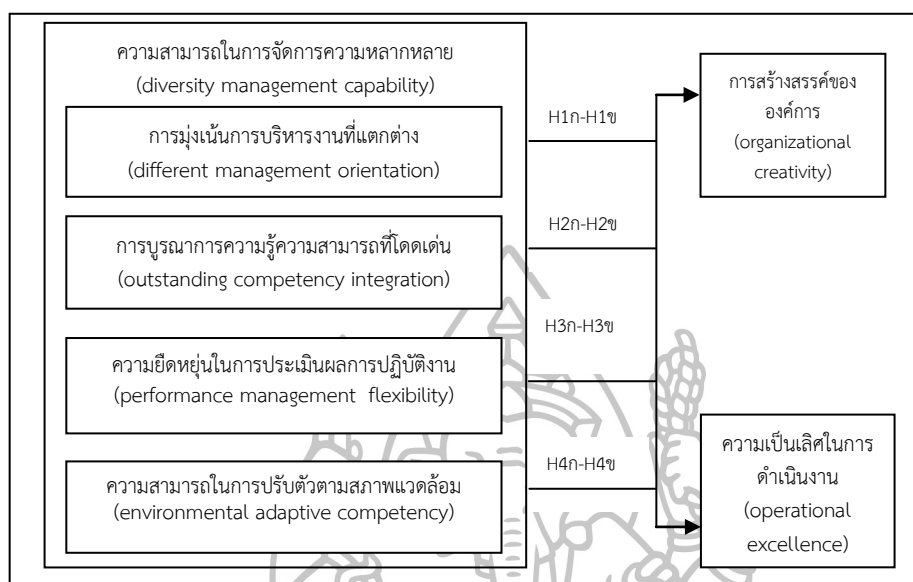 ความสามารถในการจัดการความหลากหลาย
(diversity management capability)
การมุ่งเน้นการบริหารงานที่แตกต่าง
(different management orientation)
การบูรณาการความรู้ความสามารถที่โดดเด่น
(outstanding competency integration)
ความยืดหยุ่นในการประเมินผลการปฏิบัติงาน
(performance management flexibility)
ความสามารถในการปรับตัวตามสภาพแวดล้อม
(environmental adaptive competency)
H1ก-H1ข
H2ก-H2ข
H3ก-H3ข
H4ก-H4ข
การสร้างสรรค์ของ
องค์การ
(organizational
creativity)
ความเป็นเลิศในการ
ดำเนินงาน
(operational
excellence)